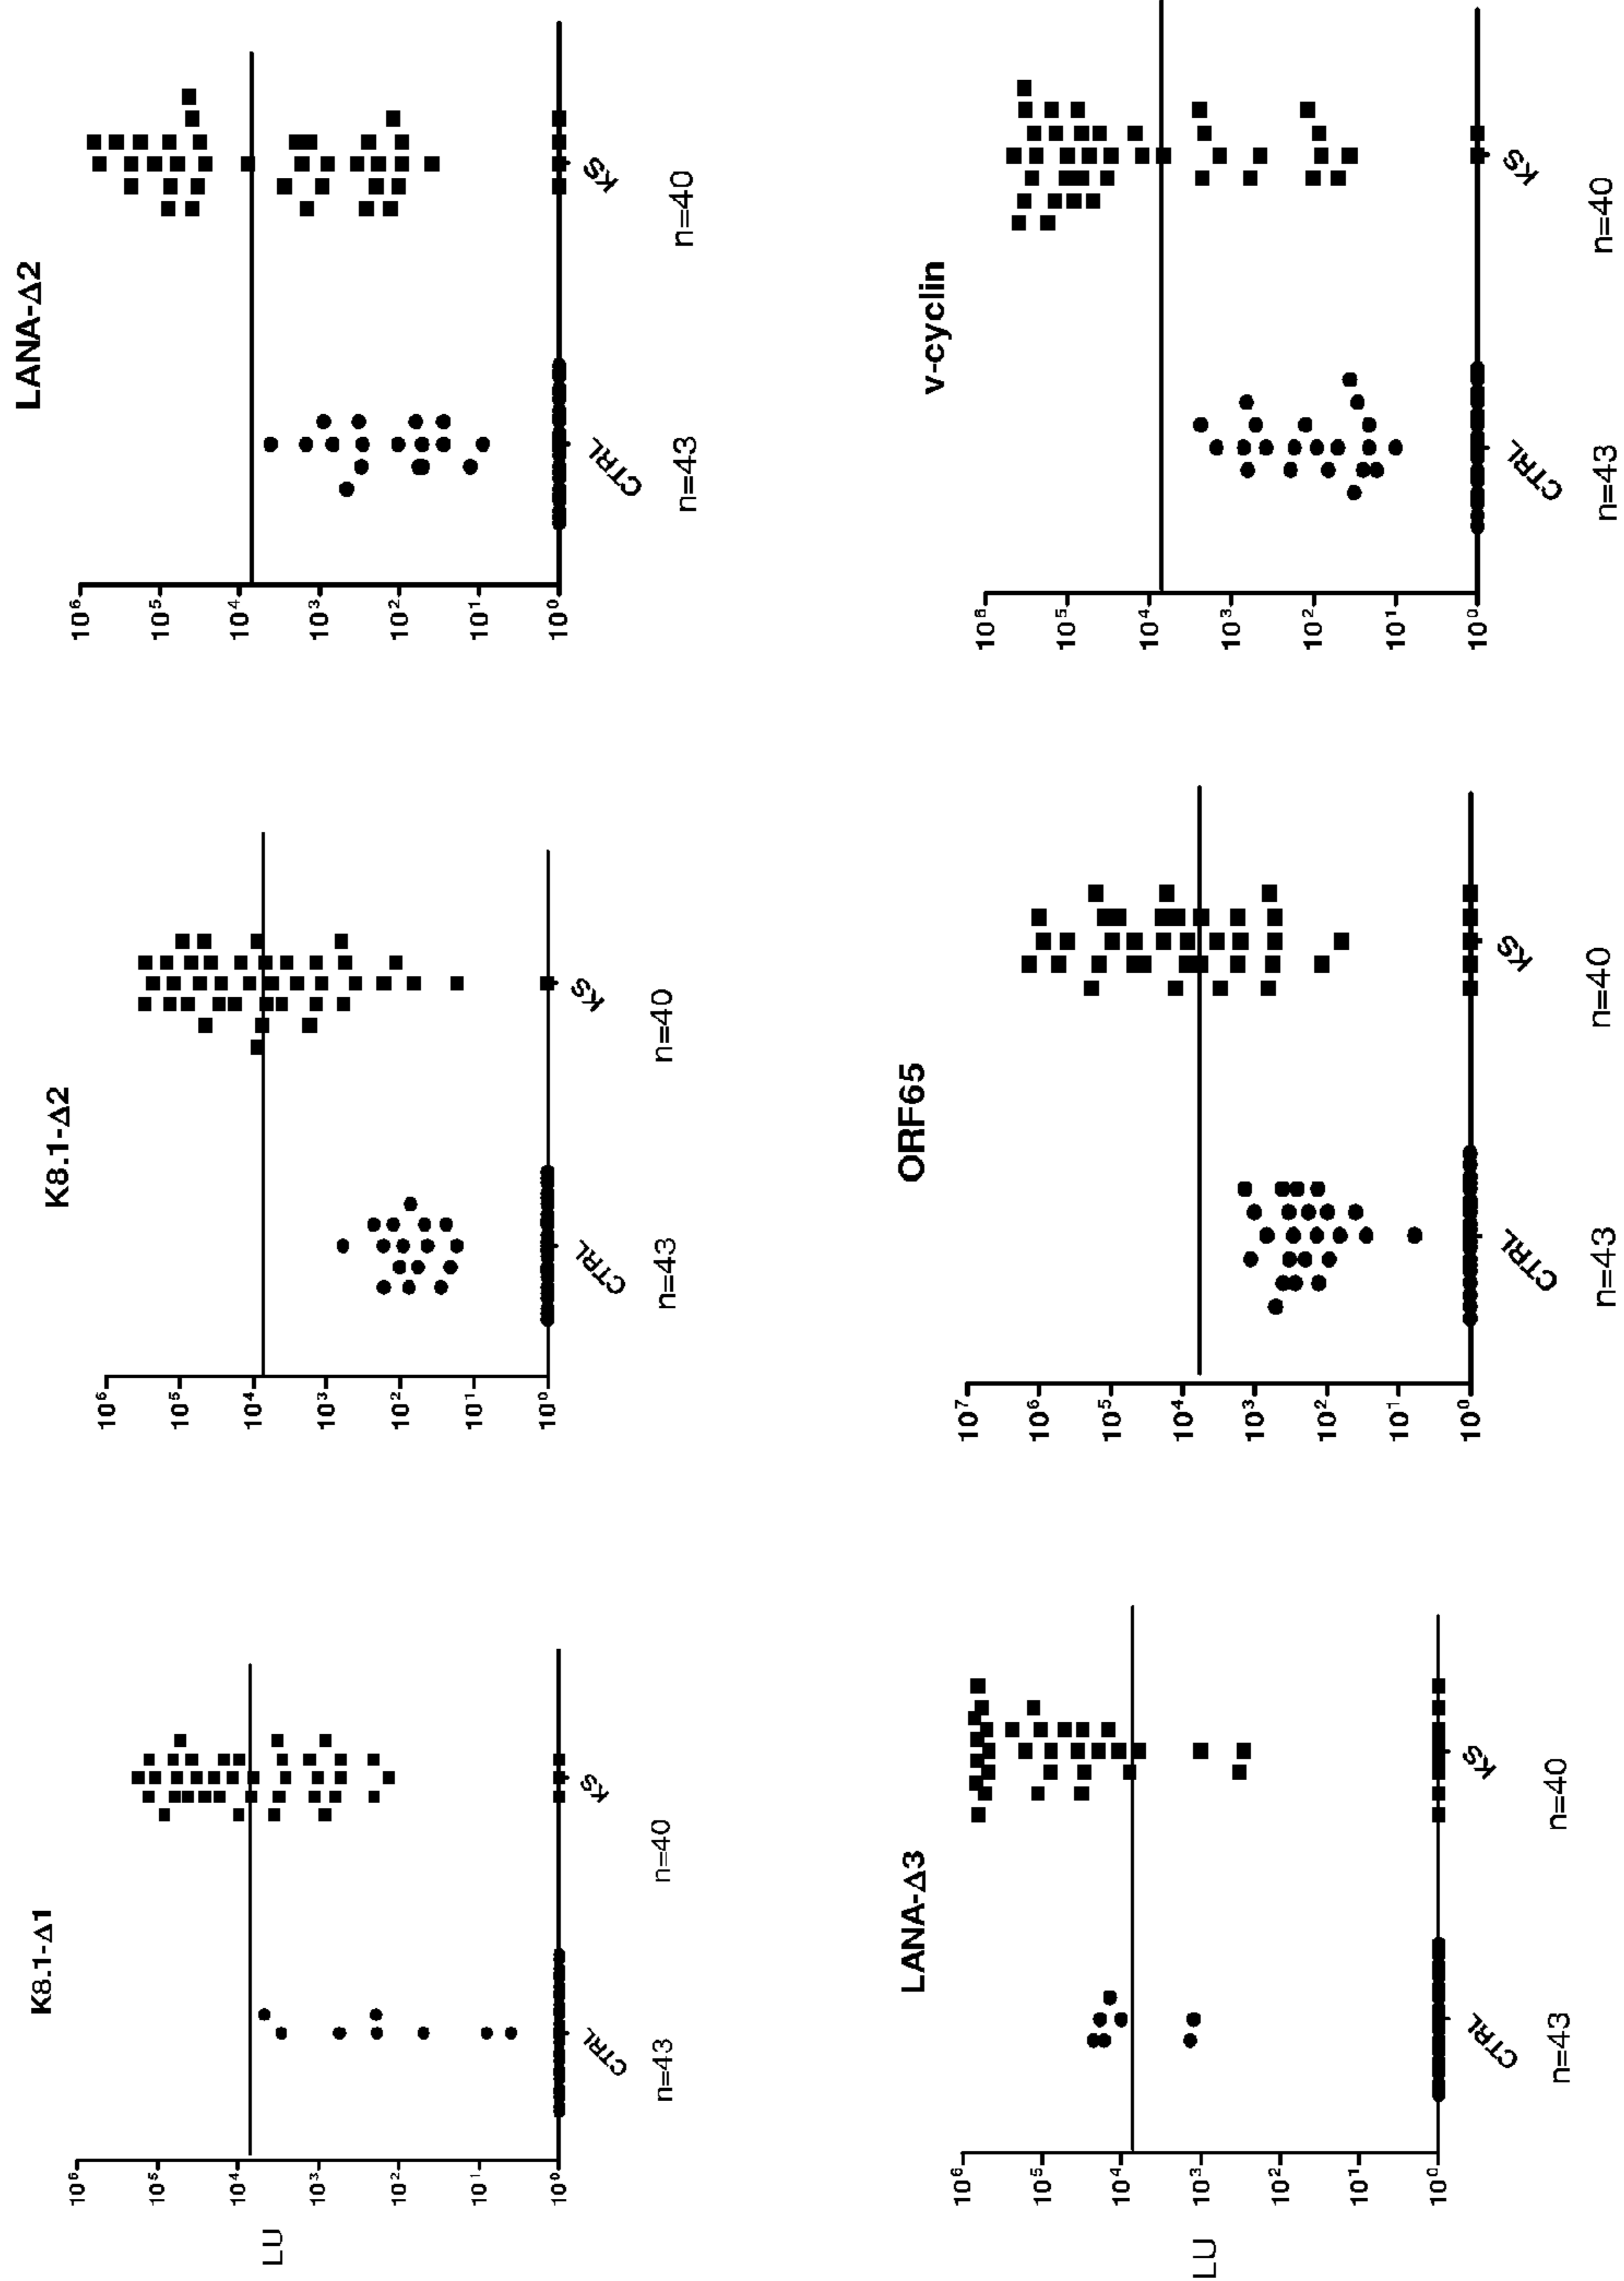 K8.1-Δ1
LU
10⁶
10⁵
10⁴
10³
10²
10¹
10⁰
CTRL
KS
n=43
n=40
K8.1-Δ2
10⁶
10⁵
10⁴
10³
10²
10¹
10⁰
CTRL
KS
n=43
n=40
LANA-Δ2
10⁶
10⁵
10⁴
10³
10²
10¹
10⁰
CTRL
KS
n=43
n=40
LANA-Δ3
LU
10⁶
10⁵
10⁴
10³
10²
10¹
10⁰
CTRL
KS
n=43
n=40
ORF65
10⁷
10⁶
10⁵
10⁴
10³
10²
10¹
10⁰
CTRL
KS
n=43
n=40
v-cyclin
10⁶
10⁵
10⁴
10³
10²
10¹
10⁰
CTRL
KS
n=43
n=40